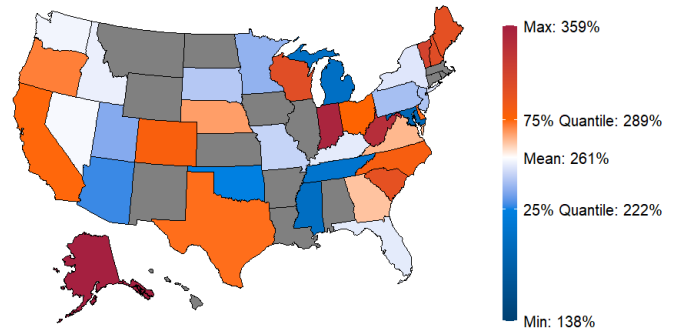 Max: 359%
75% Quantile: 289%
Mean: 261%
25% Quantile: 222%
Min: 138%